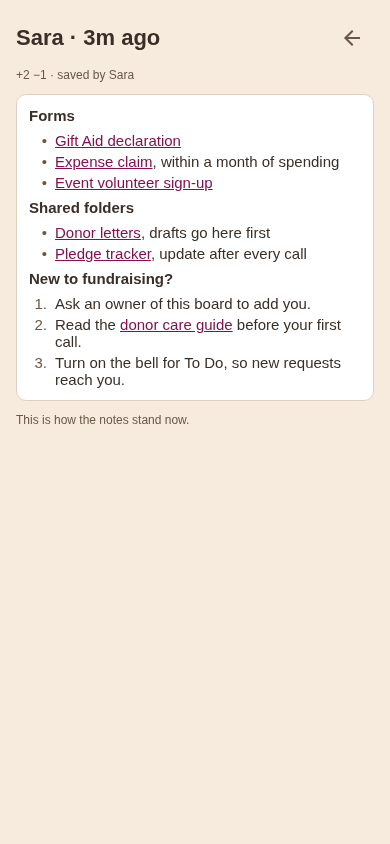 Sara · 3m ago
+2 −1 · saved by Sara
Forms
• Gift Aid declaration
• Expense claim, within a month of spending
• Event volunteer sign-up
Shared folders
• Donor letters, drafts go here first
• Pledge tracker, update after every call
New to fundraising?
1. Ask an owner of this board to add you.
2. Read the donor care guide before your first
call.
3. Turn on the bell for To Do, so new requests
reach you.
This is how the notes stand now.